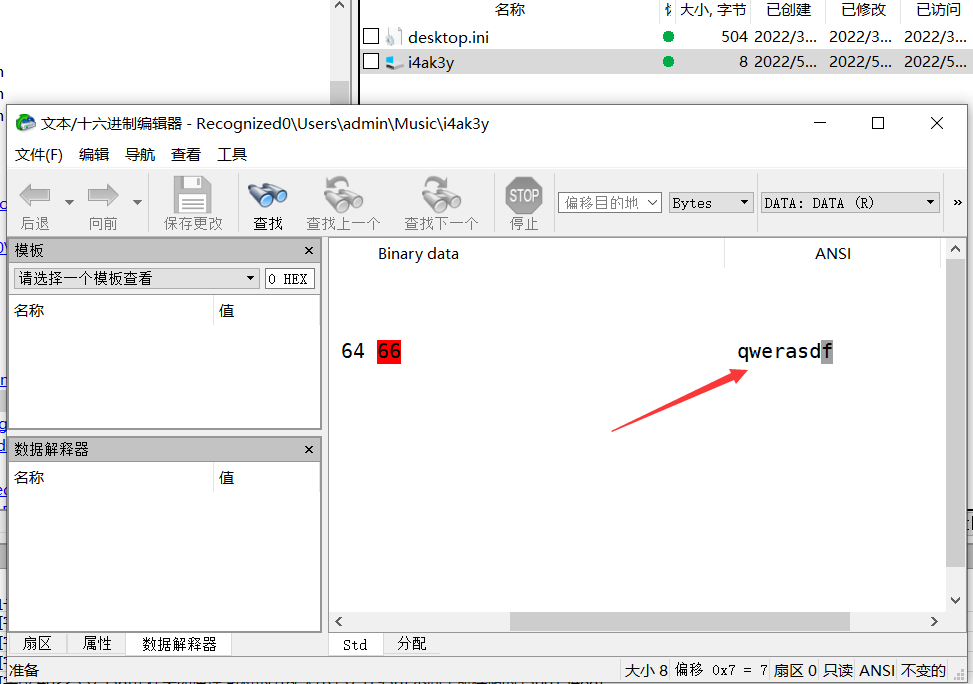 名称 大小, 字节 已创建 已修改 已访问
desktop.ini 504 2022/3... 2022/3... 2022/3...
i4ak3y 8 2022/5... 2022/5... 2022/5...
文本/十六进制编辑器 - Recognized0\Users\admin\Music\i4ak3y
文件(F) 编辑 导航 查看 工具
后退 向前 保存更改 查找 查找上一个 查找下一个 STOP 停止 偏移目的地 Bytes DATA: DATA (R) »
模板
请选择一个模板查看 0 HEX
名称 值
Binary data ANSI
64 66 qwerasdf
数据解释器
名称 值
扇区 属性 数据解释器
Std 分配
准备 大小 8 偏移 0x7 = 7 扇区 0 只读 ANSI 不变的